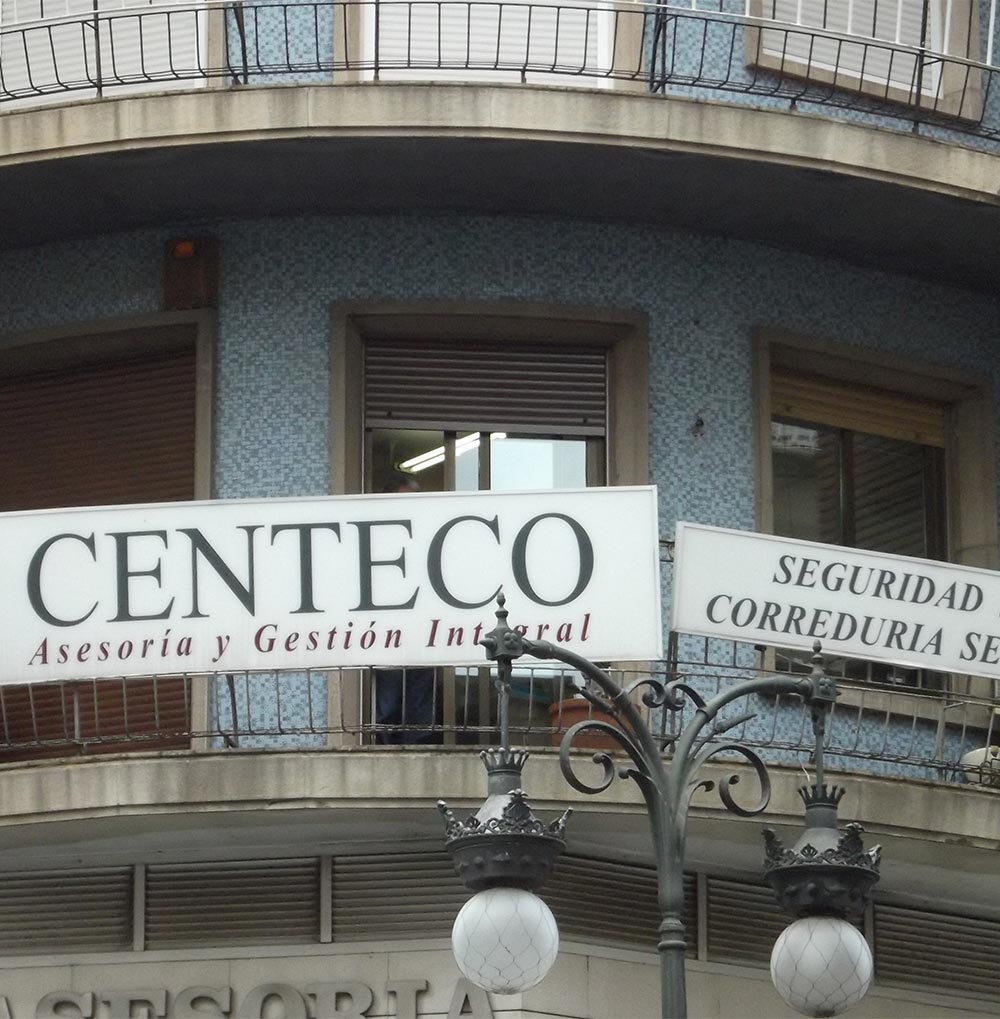 CENTECO
Asesoría y Gestión Integral
SEGURIDAD
CORREDURIA SE
ASESORIA